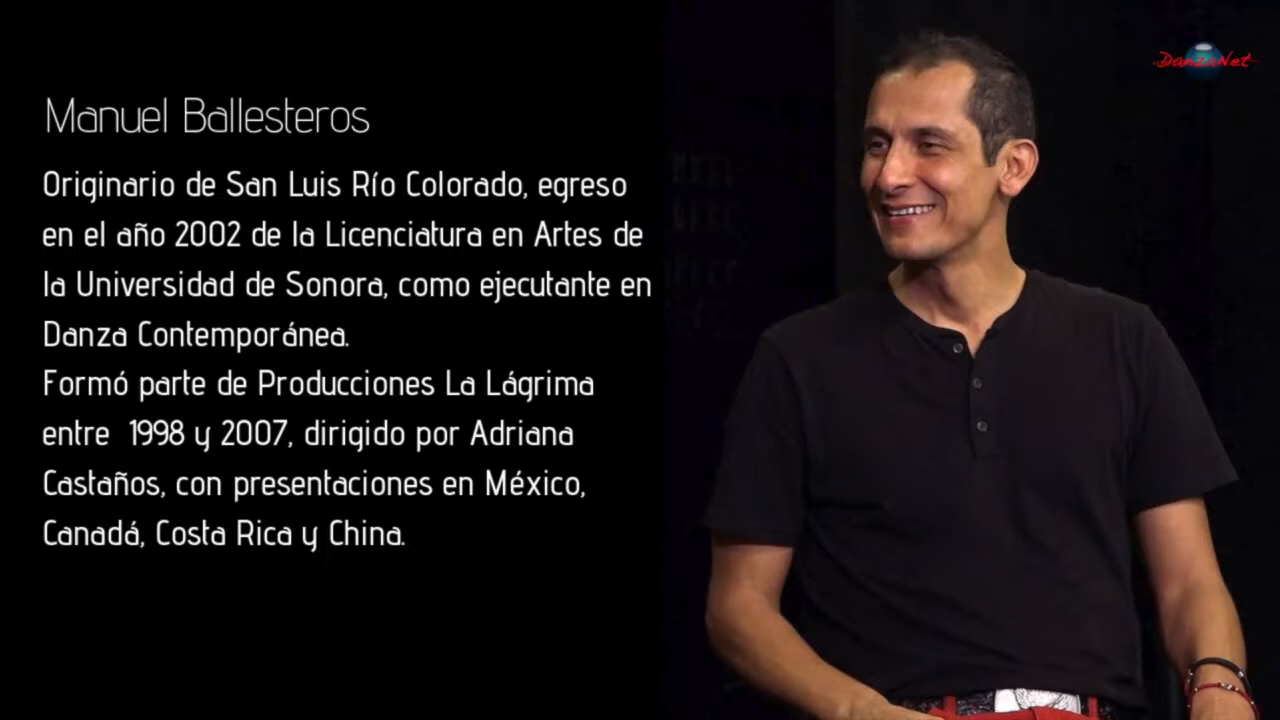 DanzaNet
Manuel Ballesteros
Originario de San Luis Río Colorado, egreso
en el año 2002 de la Licenciatura en Artes de
la Universidad de Sonora, como ejecutante en
Danza Contemporánea.
Formó parte de Producciones La Lágrima
entre 1998 y 2007, dirigido por Adriana
Castaños, con presentaciones en México,
Canadá, Costa Rica y China.